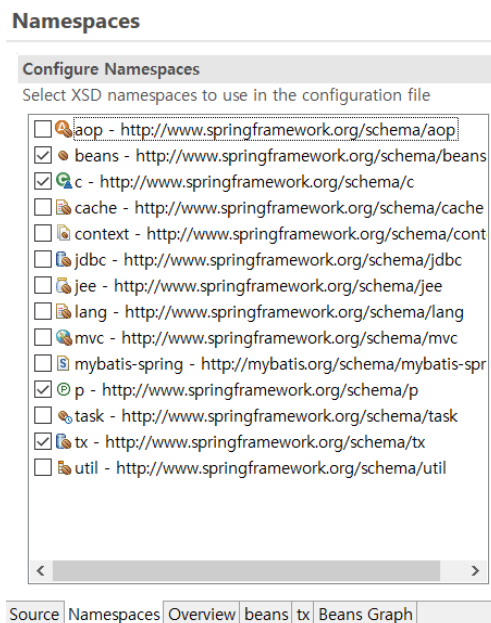 Namespaces
Configure Namespaces
Select XSD namespaces to use in the configuration file
aop - http://www.springframework.org/schema/aop
beans - http://www.springframework.org/schema/beans
c - http://www.springframework.org/schema/c
cache - http://www.springframework.org/schema/cache
context - http://www.springframework.org/schema/cont
jdbc - http://www.springframework.org/schema/jdbc
jee - http://www.springframework.org/schema/jee
lang - http://www.springframework.org/schema/lang
mvc - http://www.springframework.org/schema/mvc
mybatis-spring - http://mybatis.org/schema/mybatis-spr
p - http://www.springframework.org/schema/p
task - http://www.springframework.org/schema/task
tx - http://www.springframework.org/schema/tx
util - http://www.springframework.org/schema/util
Source Namespaces Overview beans tx Beans Graph